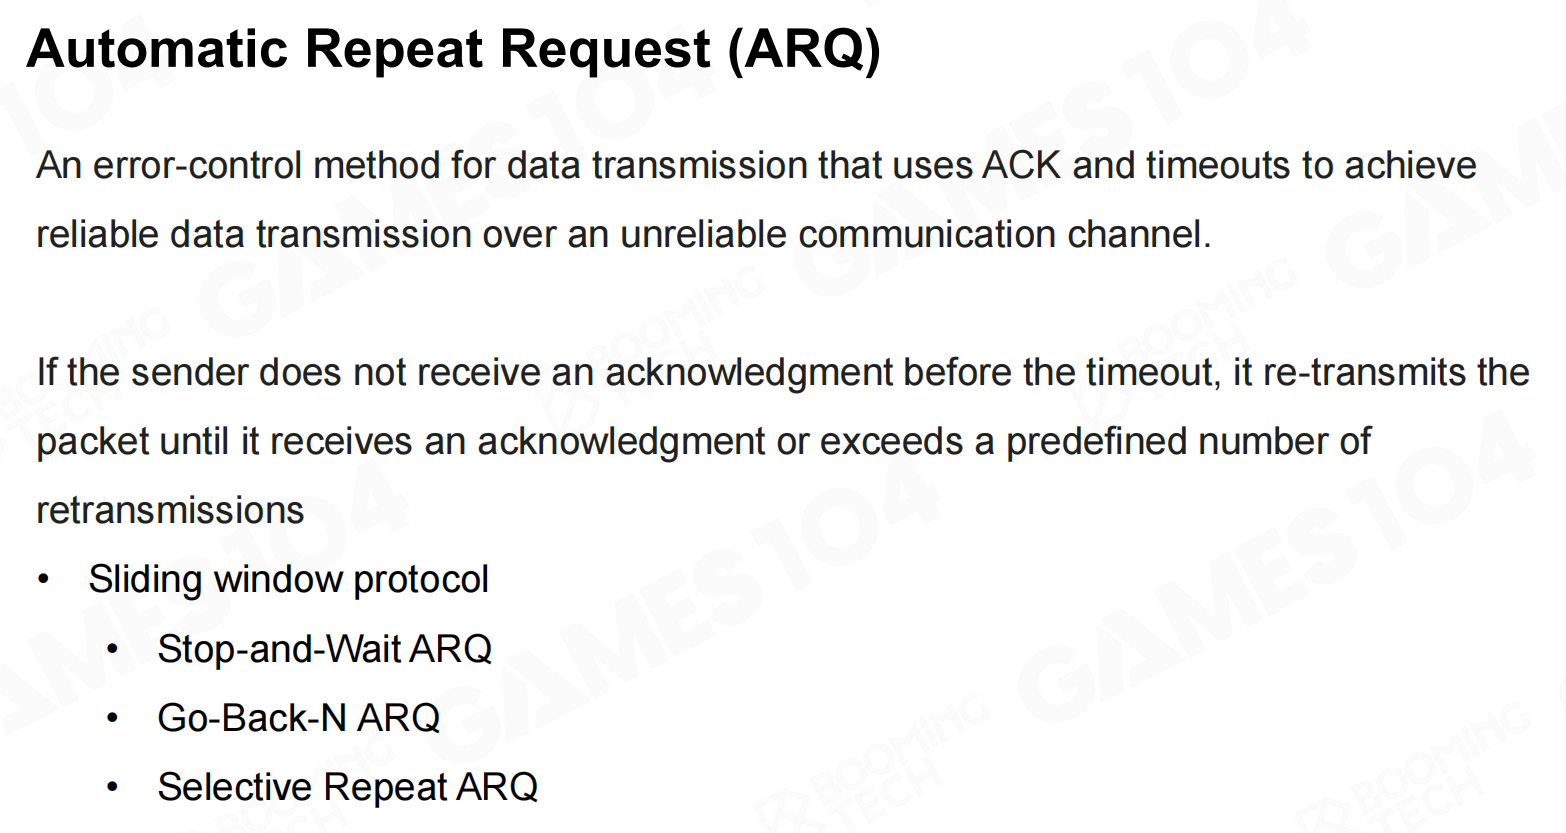 Automatic Repeat Request (ARQ)
An error-control method for data transmission that uses ACK and timeouts to achieve
reliable data transmission over an unreliable communication channel.
If the sender does not receive an acknowledgment before the timeout, it re-transmits the
packet until it receives an acknowledgment or exceeds a predefined number of
retransmissions
• Sliding window protocol
• Stop-and-Wait ARQ
• Go-Back-N ARQ
• Selective Repeat ARQ
GAMES104
BOOMING
TECH